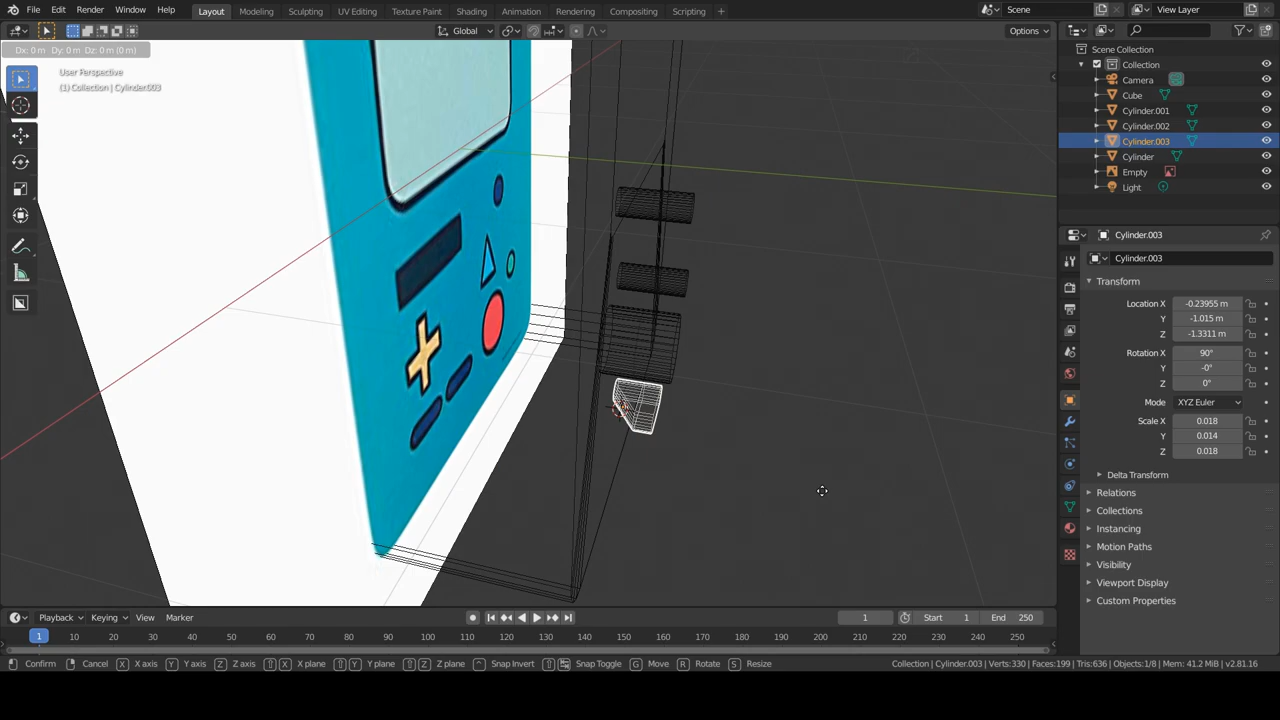 File Edit Render Window Help
Layout Modeling Sculpting UV Editing Texture Paint Shading Animation Rendering Compositing Scripting +
Scene
View Layer
Global
Options
Dx: 0 m Dy: 0 m Dz: 0 m (0 m)
User Perspective
(1) Collection | Cylinder.003
Scene Collection
Collection
Camera
Cube
Cylinder.001
Cylinder.002
Cylinder.003
Cylinder
Empty
Light
Cylinder.003
Cylinder.003
Transform
Location X -0.23955 m
Y -1.015 m
Z -1.3311 m
Rotation X 90°
Y -0°
Z 0°
Mode XYZ Euler
Scale X 0.018
Y 0.014
Z 0.018
Delta Transform
Relations
Collections
Instancing
Motion Paths
Visibility
Viewport Display
Custom Properties
Playback Keying View Marker
1 Start 1 End 250
1 10 20 30 40 50 60 70 80 90 100 110 120 130 140 150 160 170 180 190 200 210 220 230 240 250
Confirm Cancel X X axis Y Y axis Z Z axis X X plane Y Y plane Z Z plane Snap Invert Snap Toggle G Move R Rotate S Resize
Collection | Cylinder.003 | Verts:330 | Faces:199 | Tris:636 | Objects:1/8 | Mem: 41.2 MiB | v2.81.16